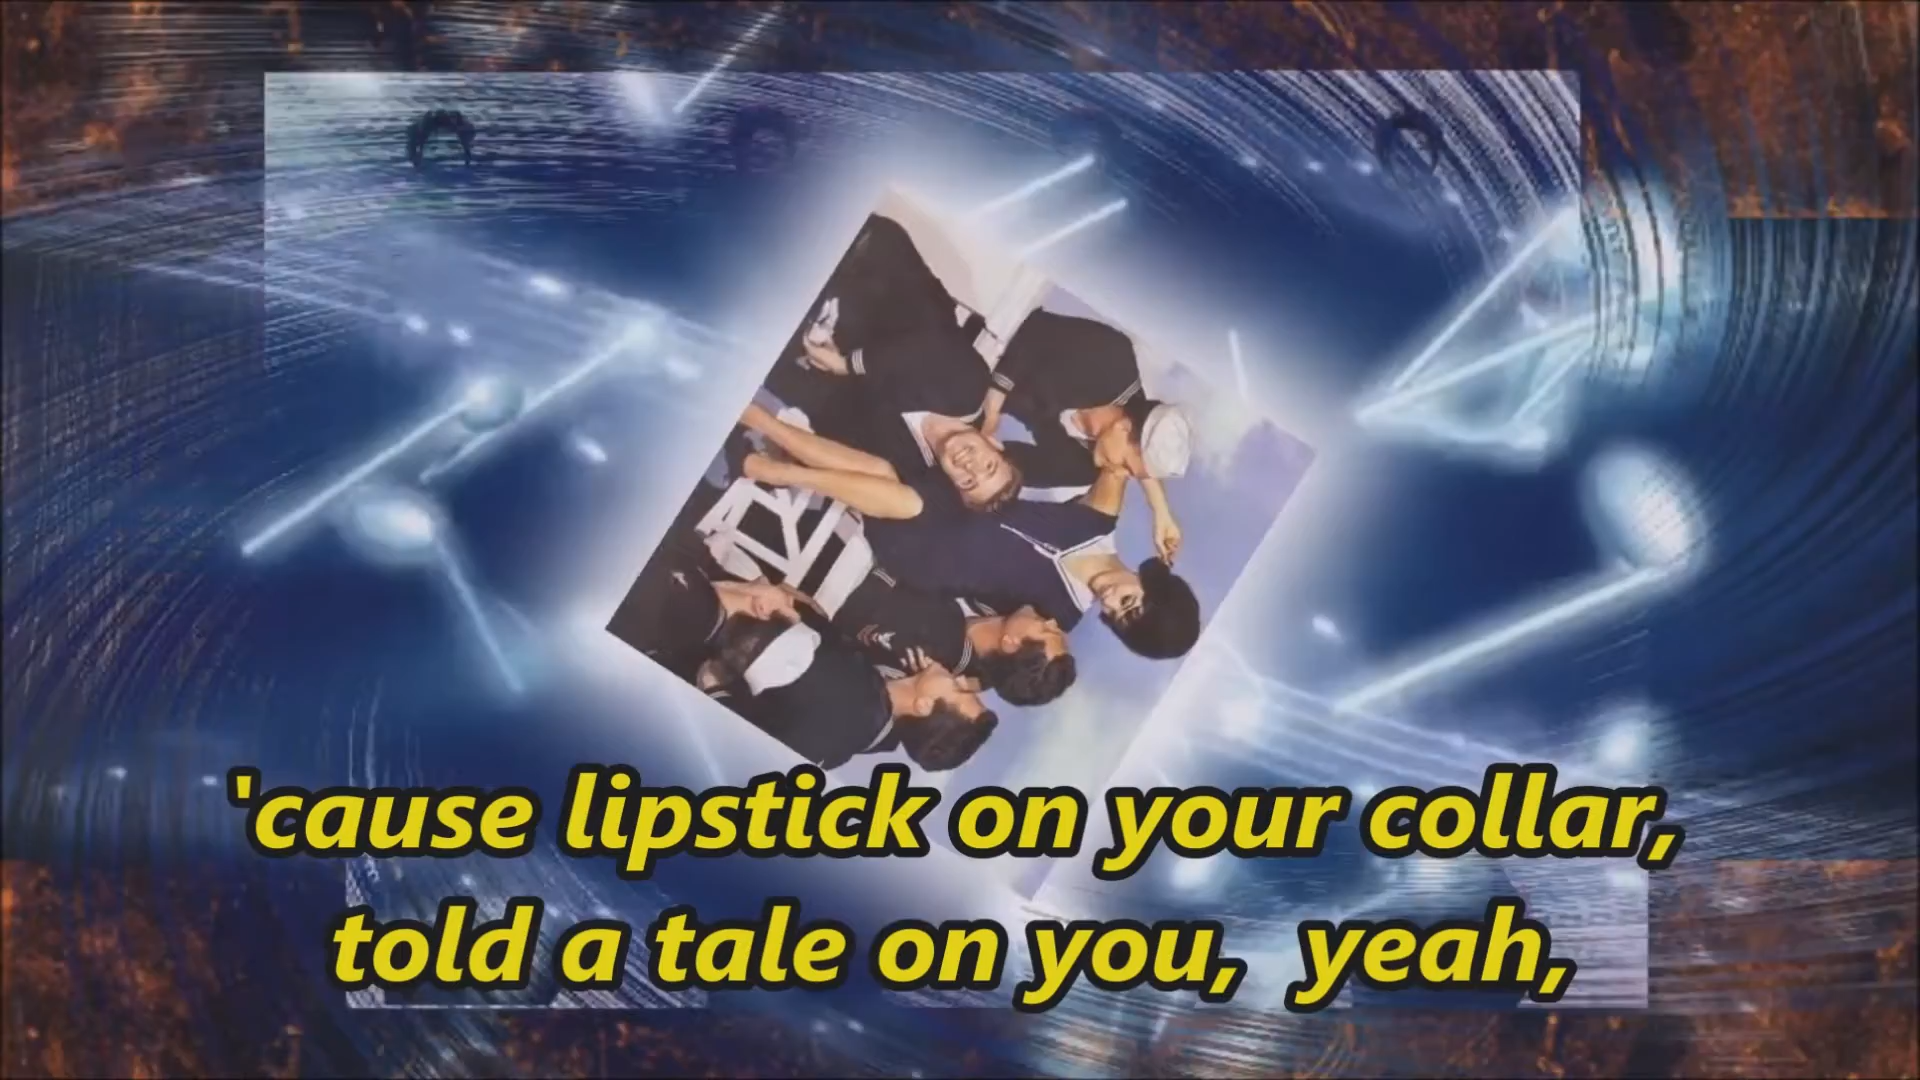 'cause lipstick on your collar,
told a tale on you,  yeah,